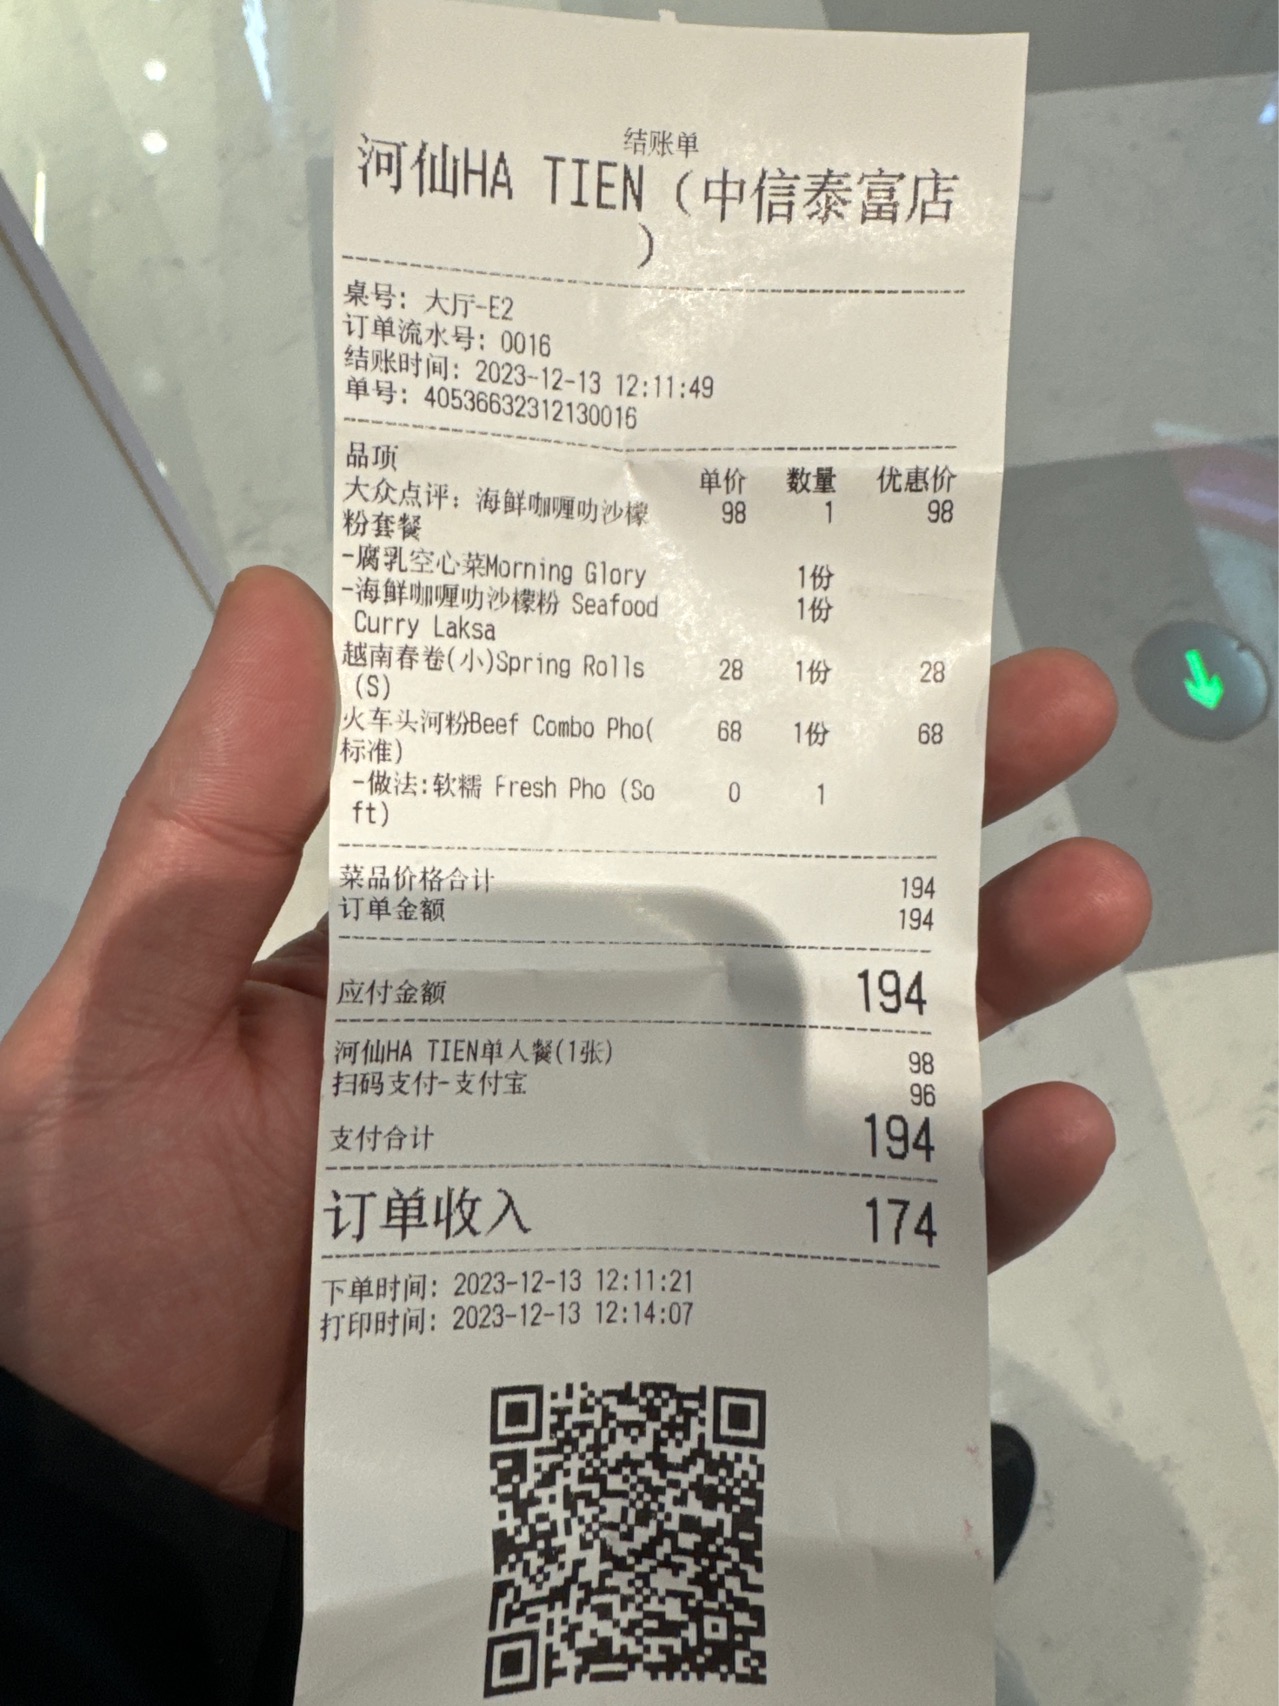 结账单
河仙HA TIEN（中信泰富店
）
桌号：大厅-E2
订单流水号：0016
结账时间：2023-12-13 12:11:49
单号：40536632312130016
品项 单价 数量 优惠价
大众点评：海鲜咖喱叻沙檬 98 1 98
粉套餐
-腐乳空心菜Morning Glory 1份
-海鲜咖喱叻沙檬粉 Seafood 1份
Curry Laksa
越南春卷(小)Spring Rolls 28 1份 28
(S)
火车头河粉Beef Combo Pho( 68 1份 68
标准)
-做法:软糯 Fresh Pho (So 0 1
ft)
菜品价格合计 194
订单金额 194
应付金额 194
河仙HA TIEN单人餐(1张) 98
扫码支付-支付宝 96
支付合计 194
订单收入 174
下单时间：2023-12-13 12:11:21
打印时间：2023-12-13 12:14:07